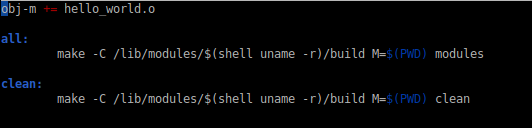 obj-m += hello_world.o
all:
make -C /lib/modules/$(shell uname -r)/build M=$(PWD) modules
clean:
make -C /lib/modules/$(shell uname -r)/build M=$(PWD) clean